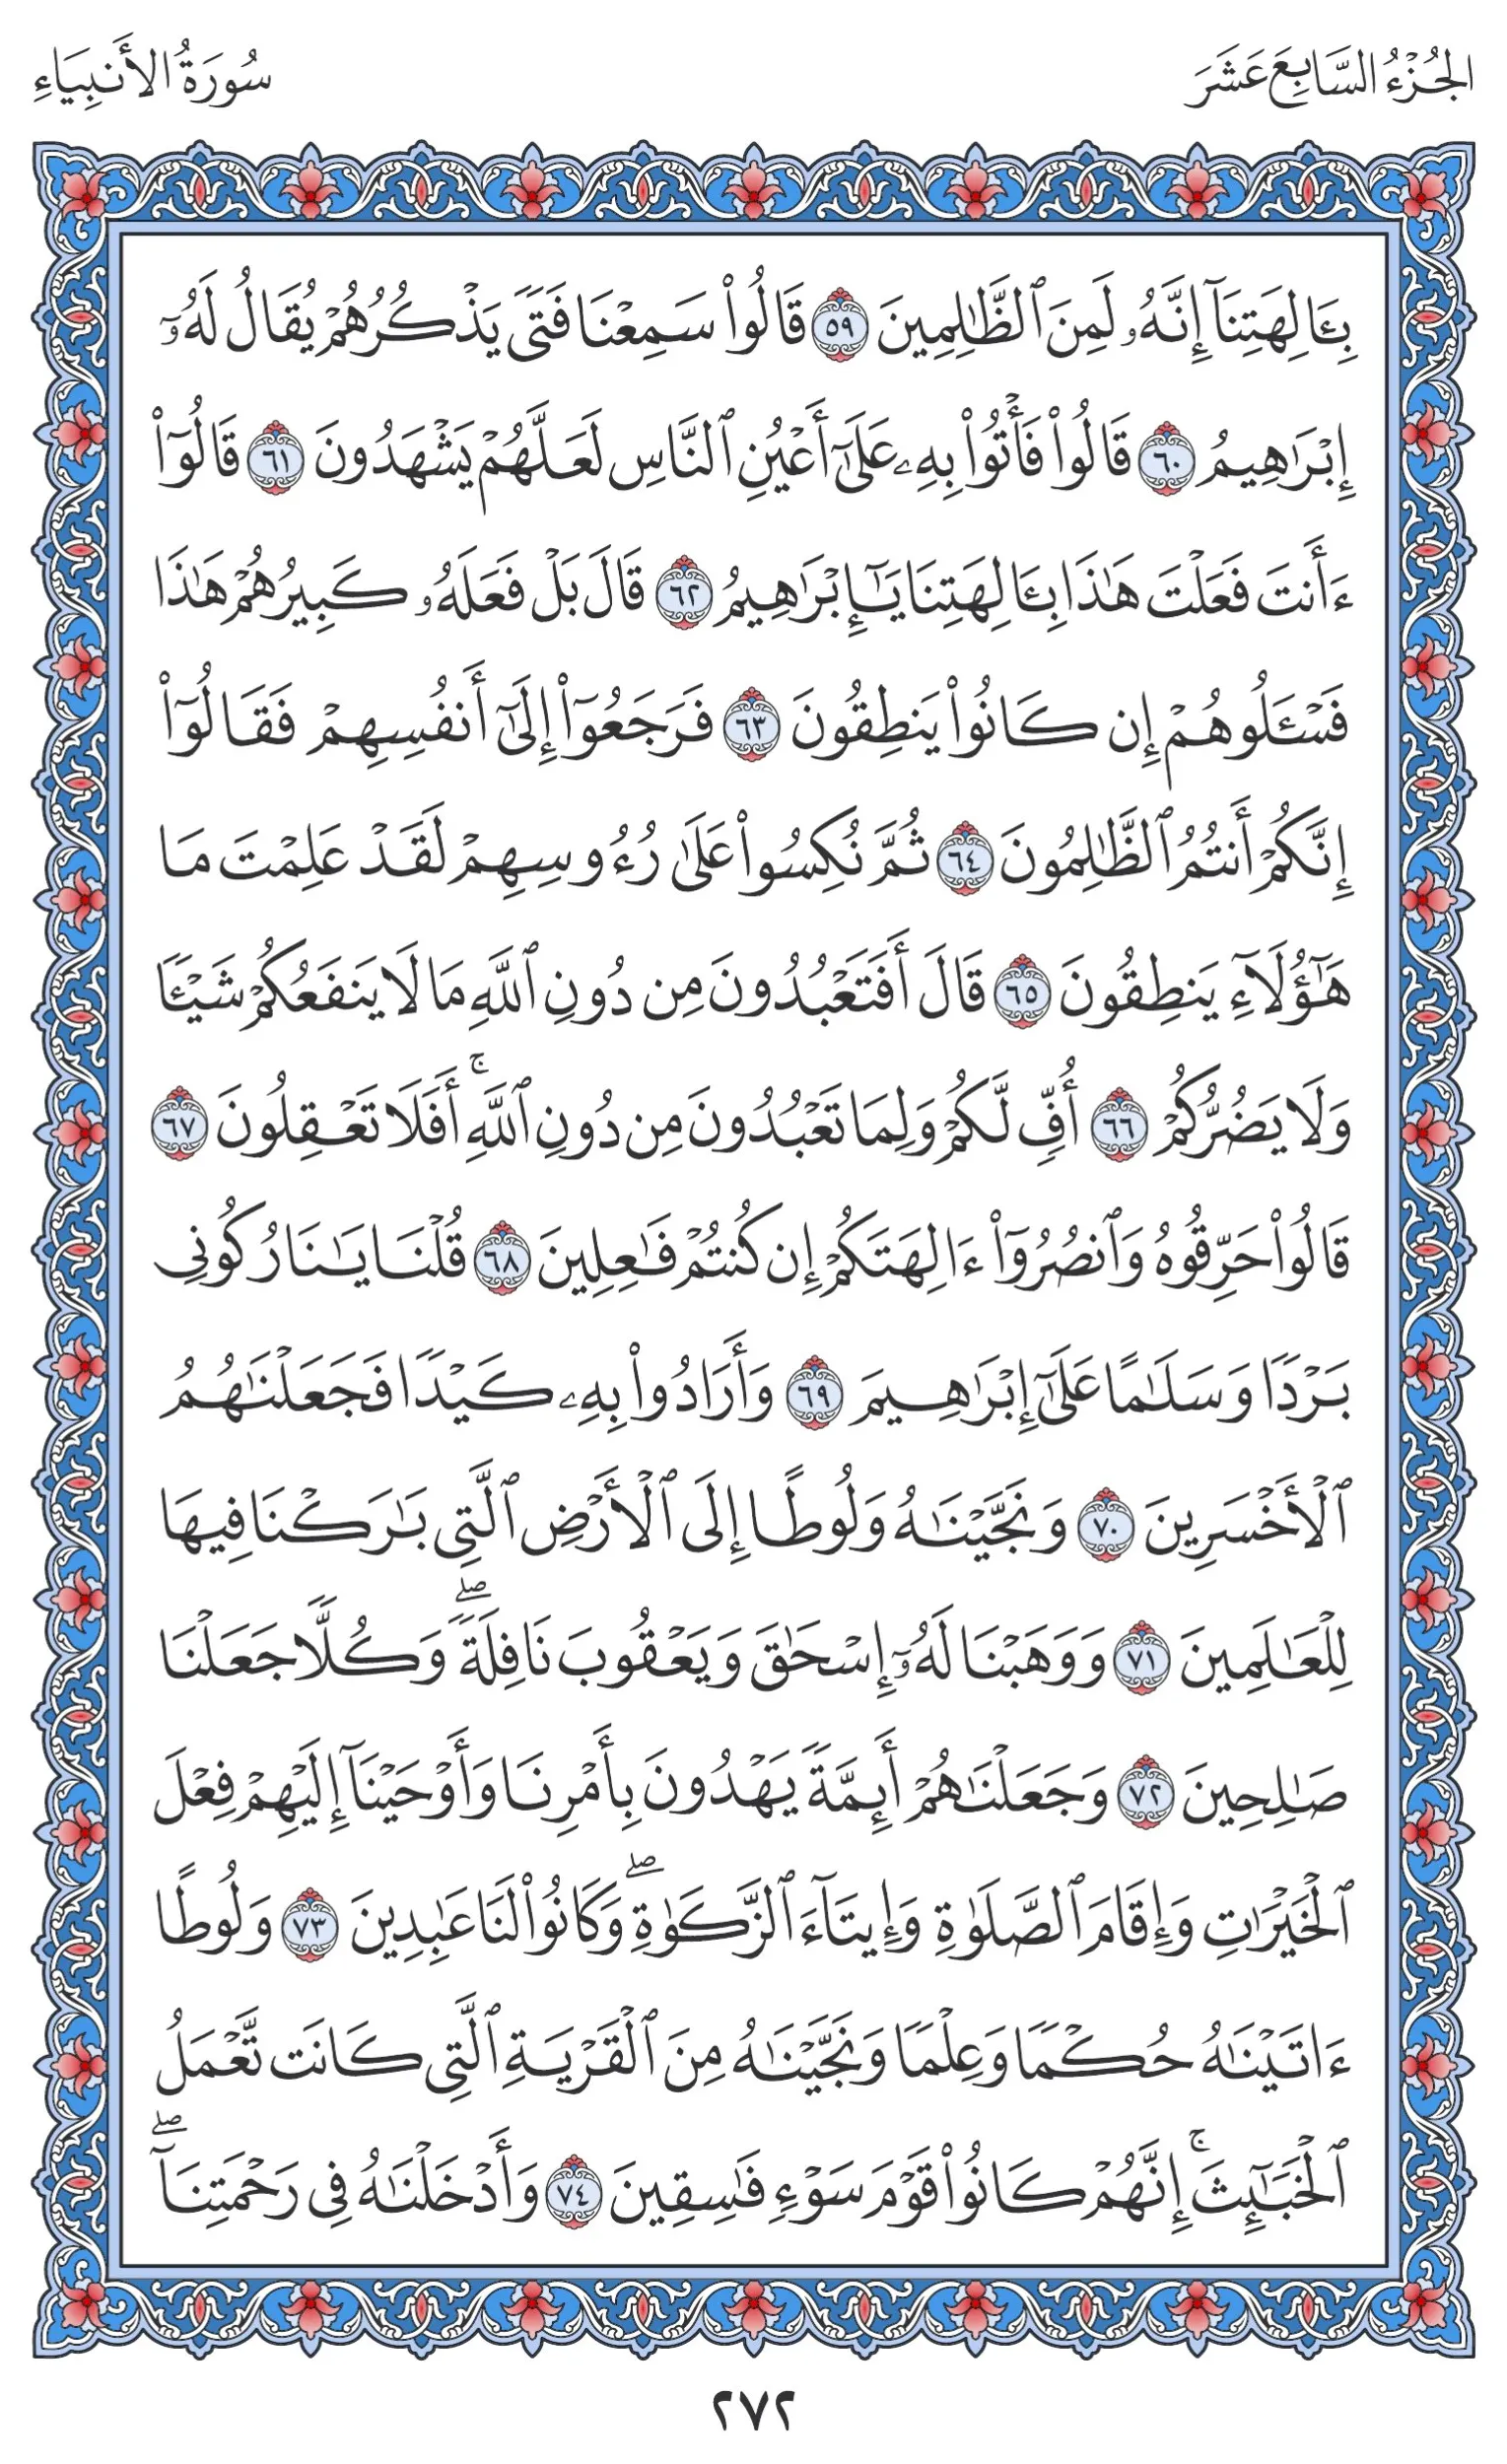 الجُزْءُ السَّابِعَ عَشَرَ
سُورَةُ الأَنبِيَاءِ
بِـَٔالِهَتِنَآ إِنَّهُۥ لَمِنَ ٱلظَّٰلِمِينَ ٥٩ قَالُوا۟ سَمِعْنَا فَتًى يَذْكُرُهُمْ يُقَالُ لَهُۥٓ
إِبْرَٰهِيمُ ٦٠ قَالُوا۟ فَأْتُوا۟ بِهِۦ عَلَىٰٓ أَعْيُنِ ٱلنَّاسِ لَعَلَّهُمْ يَشْهَدُونَ ٦١ قَالُوٓا۟
ءَأَنتَ فَعَلْتَ هَٰذَا بِـَٔالِهَتِنَا يَٰٓإِبْرَٰهِيمُ ٦٢ قَالَ بَلْ فَعَلَهُۥ كَبِيرُهُمْ هَٰذَا
فَسْـَٔلُوهُمْ إِن كَانُوا۟ يَنطِقُونَ ٦٣ فَرَجَعُوٓا۟ إِلَىٰٓ أَنفُسِهِمْ فَقَالُوٓا۟
إِنَّكُمْ أَنتُمُ ٱلظَّٰلِمُونَ ٦٤ ثُمَّ نُكِسُوا۟ عَلَىٰ رُءُوسِهِمْ لَقَدْ عَلِمْتَ مَا
هَٰٓؤُلَآءِ يَنطِقُونَ ٦٥ قَالَ أَفَتَعْبُدُونَ مِن دُونِ ٱللَّهِ مَا لَا يَنفَعُكُمْ شَيْـًٔا
وَلَا يَضُرُّكُمْ ٦٦ أُفٍّ لَّكُمْ وَلِمَا تَعْبُدُونَ مِن دُونِ ٱللَّهِ ۚ أَفَلَا تَعْقِلُونَ ٦٧
قَالُوا۟ حَرِّقُوهُ وَٱنصُرُوٓا۟ ءَالِهَتَكُمْ إِن كُنتُمْ فَٰعِلِينَ ٦٨ قُلْنَا يَٰنَارُ كُونِى
بَرْدًا وَسَلَٰمًا عَلَىٰٓ إِبْرَٰهِيمَ ٦٩ وَأَرَادُوا۟ بِهِۦ كَيْدًا فَجَعَلْنَٰهُمُ
ٱلْأَخْسَرِينَ ٧٠ وَنَجَّيْنَٰهُ وَلُوطًا إِلَى ٱلْأَرْضِ ٱلَّتِى بَٰرَكْنَا فِيهَا
لِلْعَٰلَمِينَ ٧١ وَوَهَبْنَا لَهُۥٓ إِسْحَٰقَ وَيَعْقُوبَ نَافِلَةً ۖ وَكُلًّا جَعَلْنَا
صَٰلِحِينَ ٧٢ وَجَعَلْنَٰهُمْ أَئِمَّةً يَهْدُونَ بِأَمْرِنَا وَأَوْحَيْنَآ إِلَيْهِمْ فِعْلَ
ٱلْخَيْرَٰتِ وَإِقَامَ ٱلصَّلَوٰةِ وَإِيتَآءَ ٱلزَّكَوٰةِ ۖ وَكَانُوا۟ لَنَا عَٰبِدِينَ ٧٣ وَلُوطًا
ءَاتَيْنَٰهُ حُكْمًا وَعِلْمًا وَنَجَّيْنَٰهُ مِنَ ٱلْقَرْيَةِ ٱلَّتِى كَانَت تَّعْمَلُ
ٱلْخَبَٰٓئِثَ ۚ إِنَّهُمْ كَانُوا۟ قَوْمَ سَوْءٍ فَٰسِقِينَ ٧٤ وَأَدْخَلْنَٰهُ فِى رَحْمَتِنَآ ۖ
٢٧٢